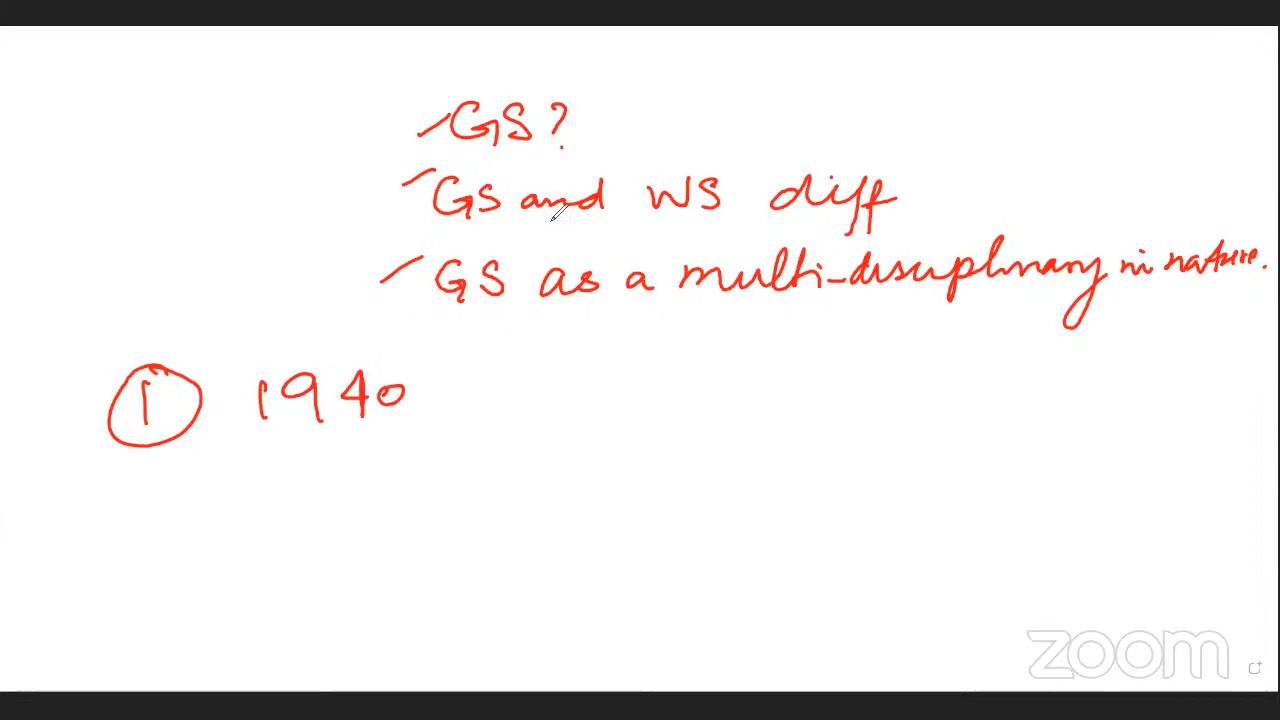 GS?
GS and WS diff
GS as a multi-disciplinary in nature.
1 1940
zoom